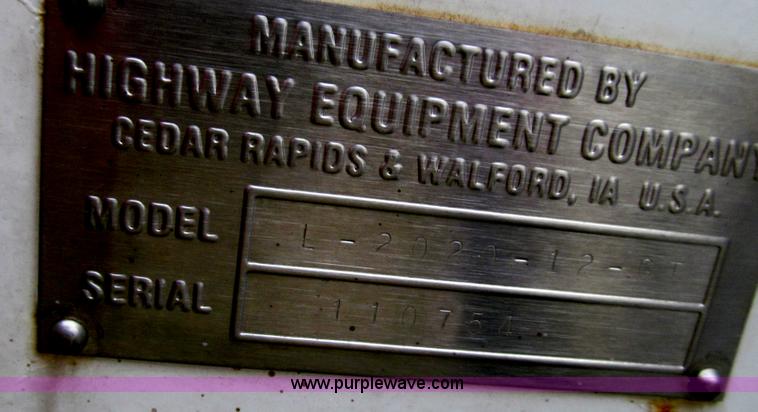 MANUFACTURED BY
HIGHWAY EQUIPMENT COMPANY
CEDAR RAPIDS & WALFORD, IA U.S.A.
MODEL
SERIAL 110754
www.purplewave.com